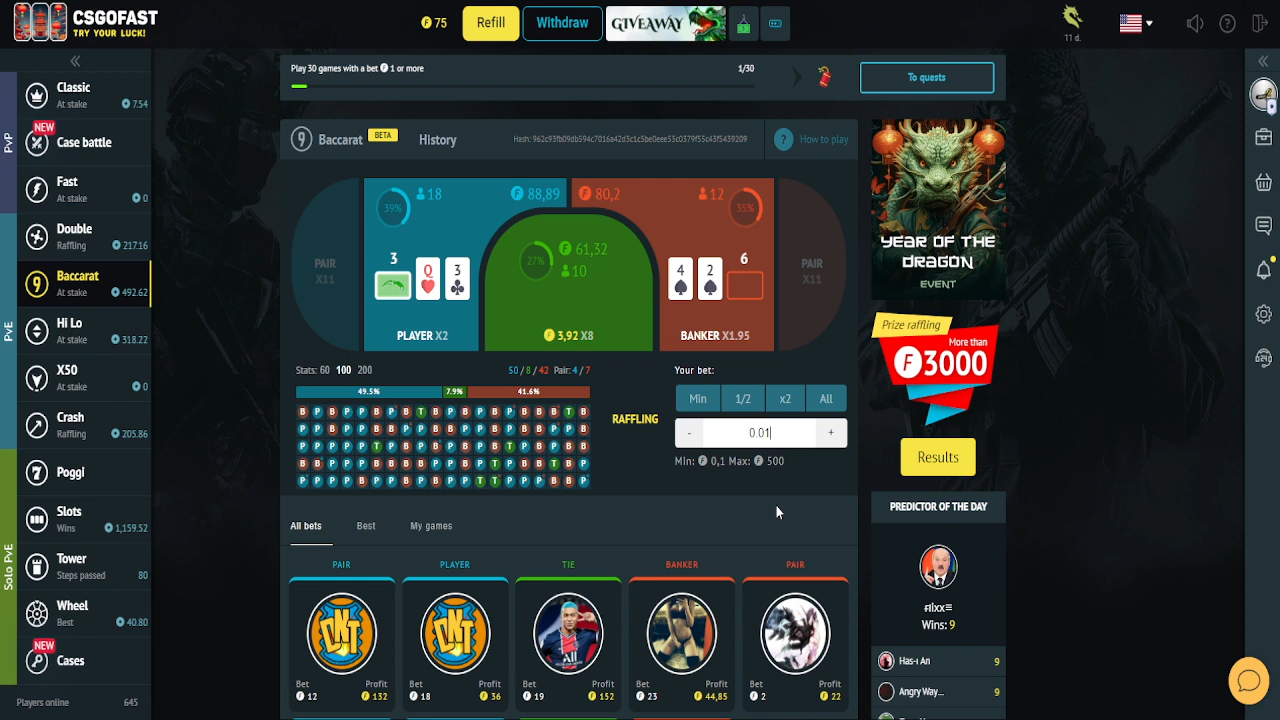 CSGOFAST
TRY YOUR LUCK!
75
Refill
Withdraw
GIVEAWAY
11 d.
PvP
Classic
At stake 7.54
NEW
Case battle
Fast
At stake 0
PvE
Double
Raffling 217.16
Baccarat
At stake 492.62
Hi Lo
At stake 318.22
X50
At stake 0
Crash
Raffling 205.86
Solo PvE
Poggi
Slots
Wins 1,159.52
Tower
Steps passed 80
Wheel
Best 40.80
NEW
Cases
Players online 645
Play 30 games with a bet F 1 or more
1/30
To quests
9 Baccarat BETA
History
How to play
39% 18 F 88,89
F 80,2 12 35%
27% F 61,32
10
PAIR
X11
3
Q 3
6
4 2
PAIR
X11
PLAYER X2
F 3,92 X8
BANKER X1.95
Stats: 60 100 200
50 / 8 / 42 Pair: 4 / 7
49.5% 7.9% 41.6%
B P B P P B P B T B P B P B P B B B T B
RAFFLING
Your bet:
Min 1/2 x2 All
- 0.01 +
Min: F 0,1 Max: F 500
All bets Best My games
PAIR PLAYER TIE BANKER PAIR
Bet Profit Bet Profit Bet Profit Bet Profit Bet Profit
F 12 F 132 F 18 F 36 F 19 F 152 F 23 F 44,85 F 2 F 22
YEAR OF THE
DRAGON
EVENT
Prize raffling
More than
F 3000
Results
PREDICTOR OF THE DAY
Wins: 9
Has-ı An 9
Angry Way... 9